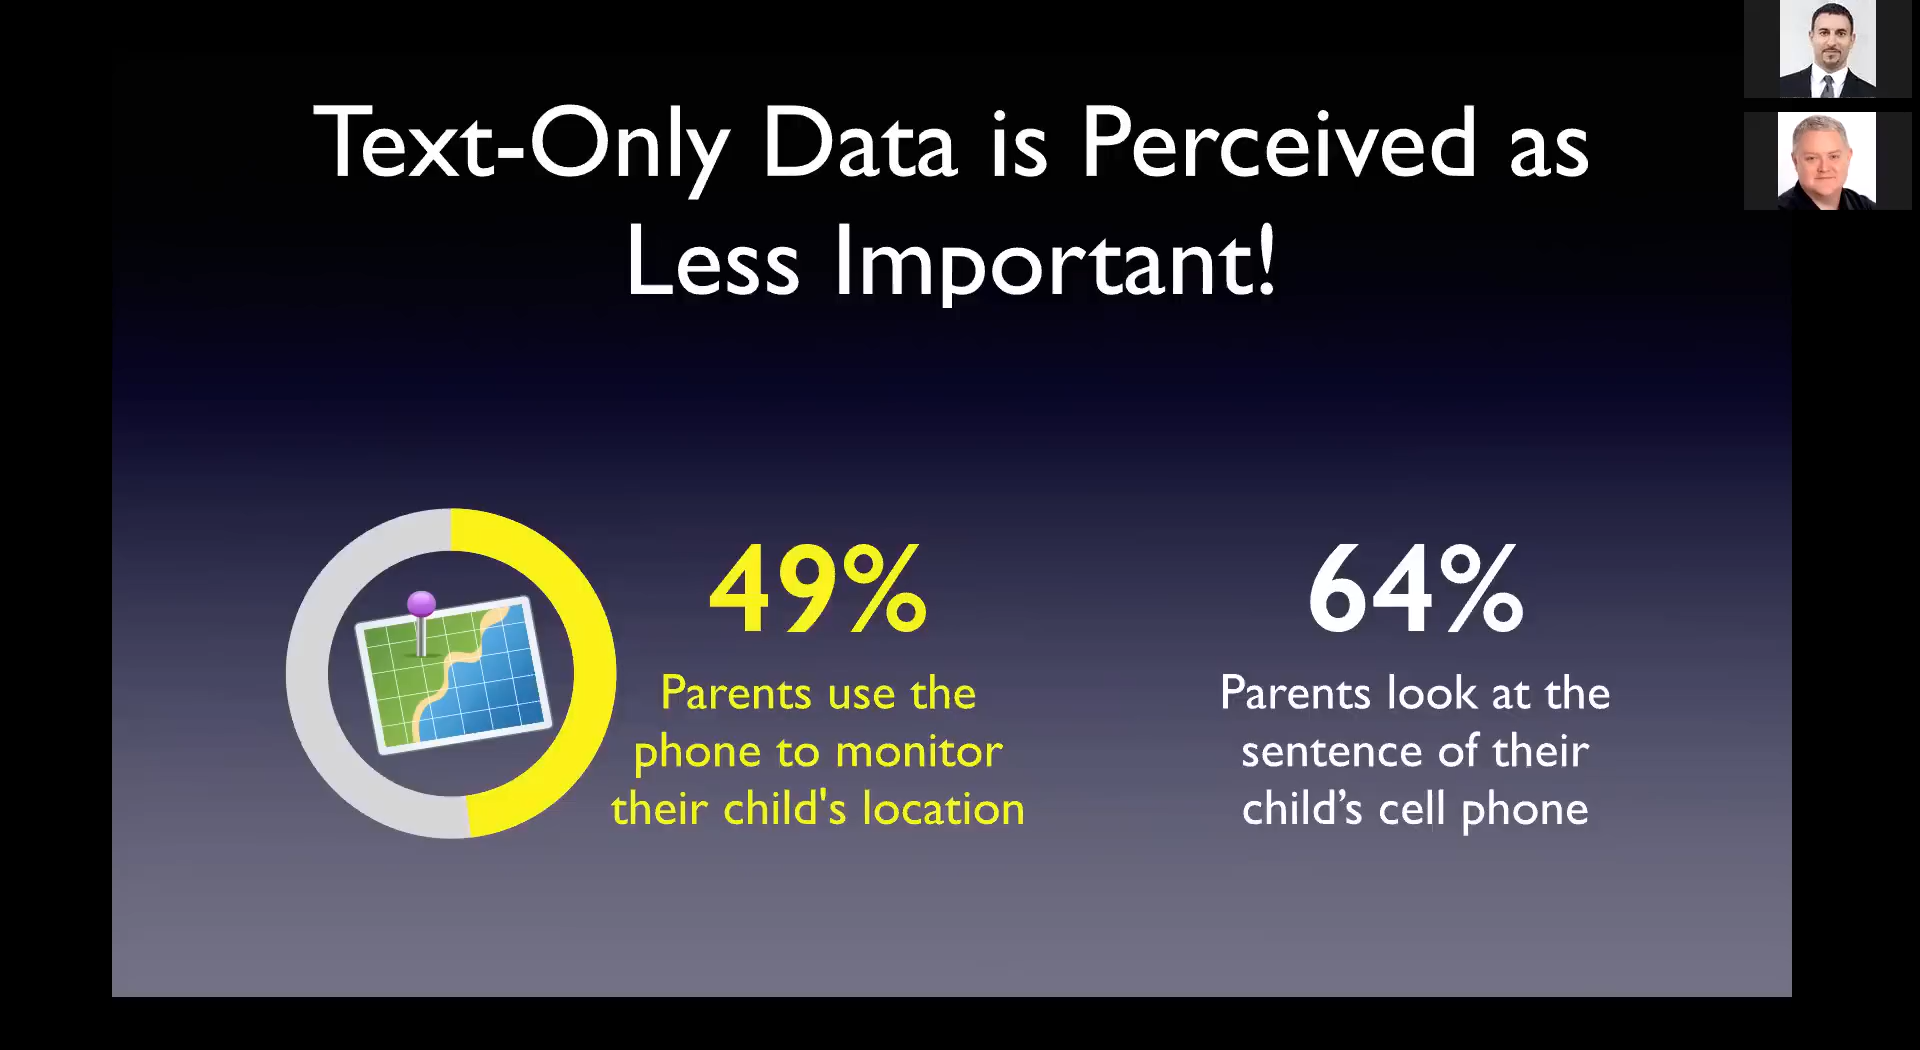 Text-Only Data is Perceived as
Less Important!
49%
Parents use the
phone to monitor
their child's location
64%
Parents look at the
sentence of their
child’s cell phone